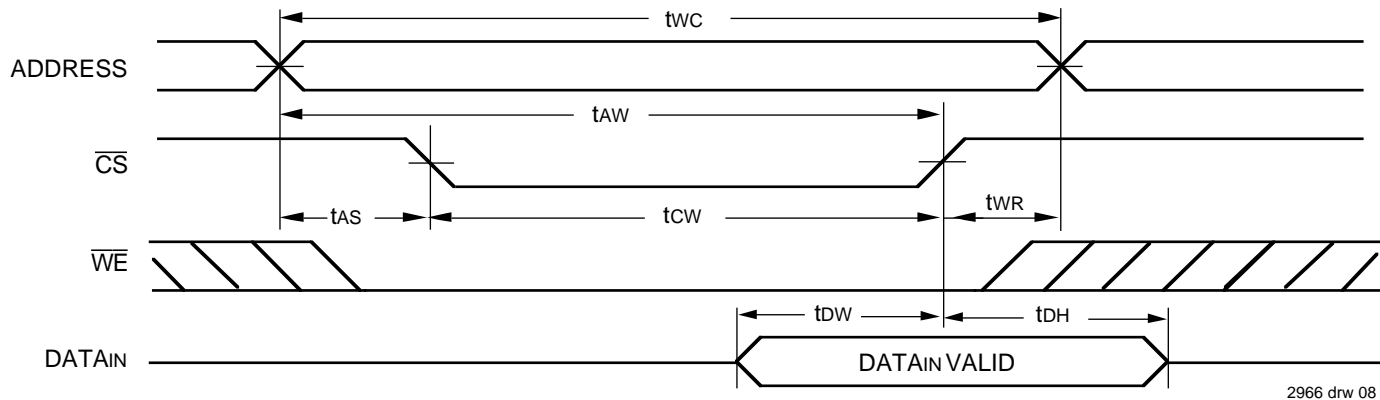 tWC
ADDRESS
tAW
CS
tAS
tCW
tWR
WE
tDW
tDH
DATAIN
DATAIN VALID
2966 drw 08